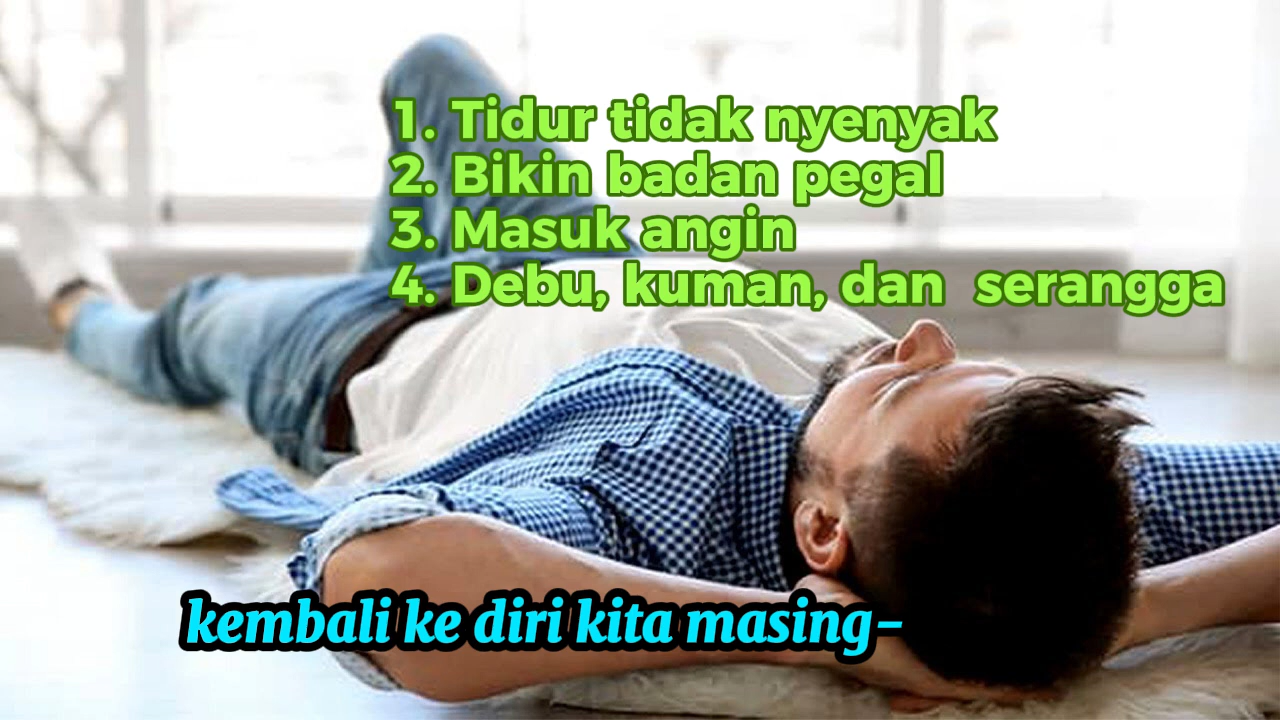 1. Tidur tidak nyenyak
2. Bikin badan pegal
3. Masuk angin
4. Debu, kuman, dan serangga
kembali ke diri kita masing-